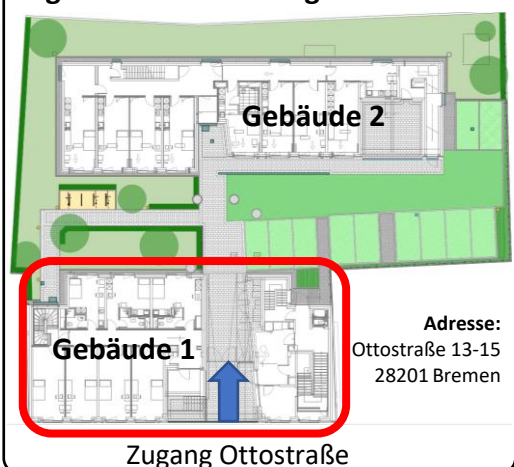 Gebäude 2
Gebäude 1
Adresse:
Ottostraße 13-15
28201 Bremen
Zugang Ottostraße